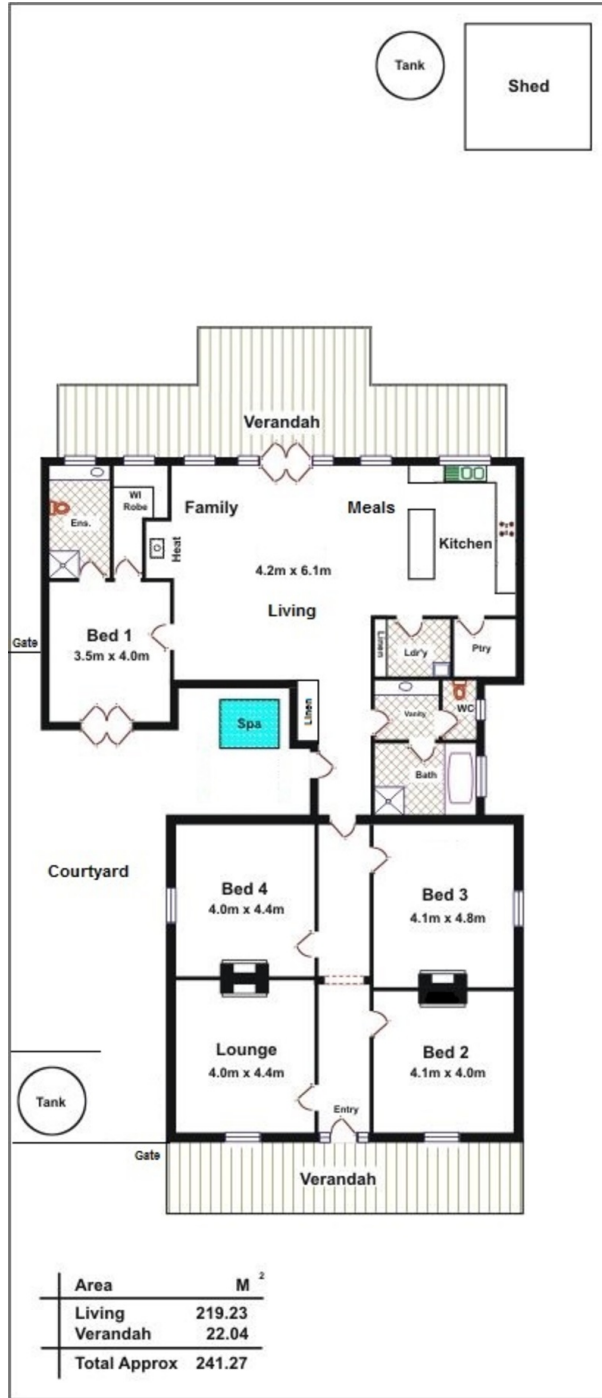 Tank
Shed
Verandah
WI
Robe
Ens.
Family
Meals
Heat
Kitchen
4.2m x 6.1m
Living
Bed 1
3.5m x 4.0m
Gate
Linen
Ldr'y
Ptry
Linen
Spa
Vanity
WC
Bath
Courtyard
Bed 4
4.0m x 4.4m
Bed 3
4.1m x 4.8m
Lounge
4.0m x 4.4m
Bed 2
4.1m x 4.0m
Tank
Entry
Gate
Verandah
Area M 2
Living 219.23
Verandah 22.04
Total Approx 241.27